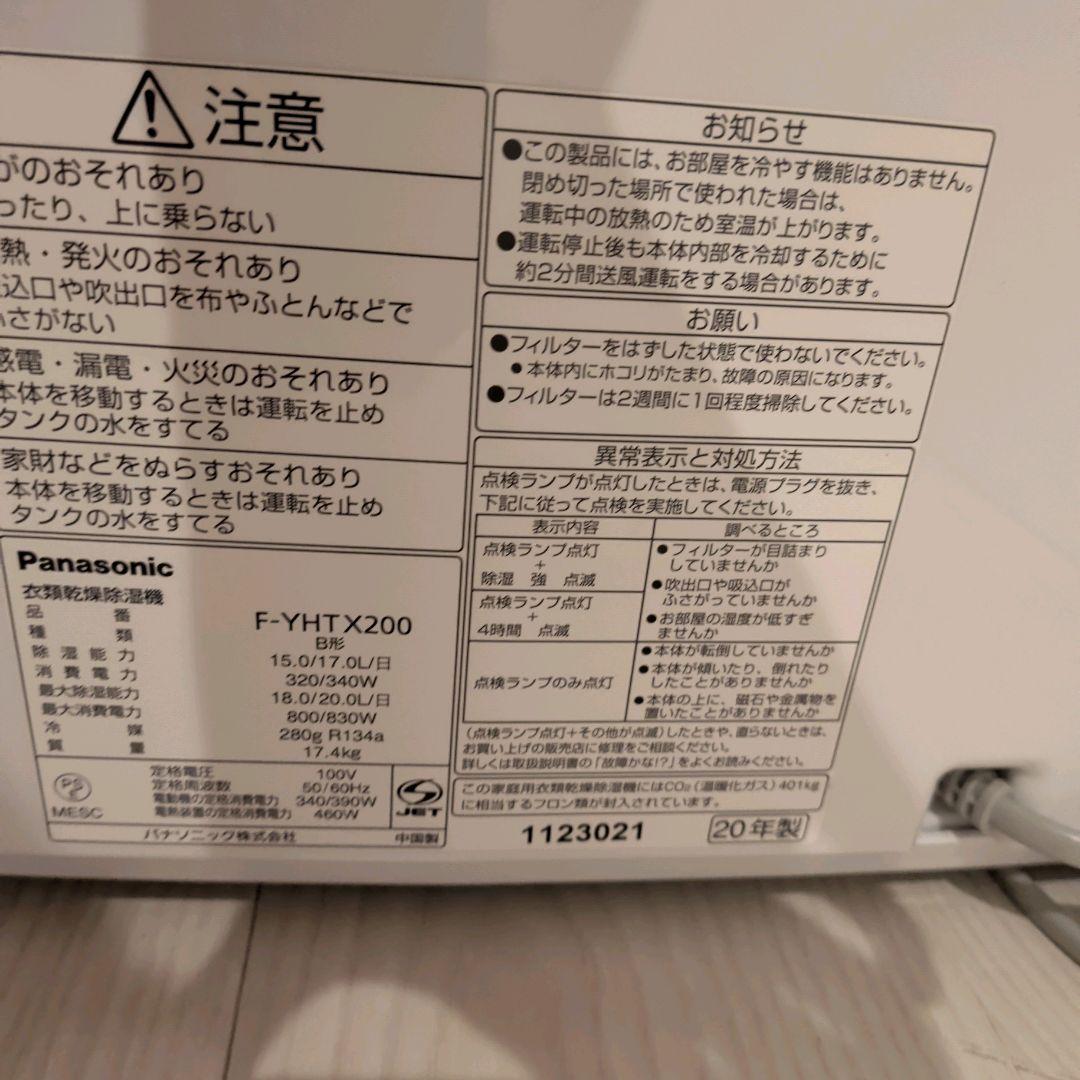 注意
がのおそれあり
ったり、上に乗らない
熱・発火のおそれあり
込口や吹出口を布やふとんなどで
ふさがない
感電・漏電・火災のおそれあり
本体を移動するときは運転を止め
タンクの水をすてる
家財などをぬらすおそれあり
本体を移動するときは運転を止め
タンクの水をすてる
Panasonic
衣類乾燥除湿機
品番 F-YHTX200
種類 B形
除湿能力 15.0/17.0L/日
消費電力 320/340W
最大除湿能力 18.0/20.0L/日
最大消費電力 800/830W
冷媒 280g R134a
質量 17.4kg
PS
E
MESC
定格電圧 100V
定格周波数 50/60Hz
電動機の定格消費電力 340/390W
電熱装置の定格消費電力 460W
JET
パナソニック株式会社 中国製
お知らせ
●この製品には、お部屋を冷やす機能はありません。
閉め切った場所で使われた場合は、
運転中の放熱のため室温が上がります。
●運転停止後も本体内部を冷却するために
約2分間送風運転をする場合があります。
お願い
●フィルターをはずした状態で使わないでください。
●本体内にホコリがたまり、故障の原因になります。
●フィルターは2週間に1回程度掃除してください。
異常表示と対処方法
点検ランプが点灯したときは、電源プラグを抜き、
下記に従って点検を実施してください。
表示内容 調べるところ
点検ランプ点灯
+
除湿 強 点滅
点検ランプ点灯
+
4時間 点滅
●フィルターが目詰まり
していませんか
●吹出口や吸込口が
ふさがっていませんか
●お部屋の湿度が低すぎ
ませんか
点検ランプのみ点灯
●本体が転倒していませんか
●本体が傾いたり、倒れたり
したことがありませんか
●本体の上に、磁石や金属物を
置いたことがありませんか
(点検ランプ点灯+その他が点滅)したときや、直らないときは、
お買い上げの販売店に修理をご相談ください。
詳しくは取扱説明書の「故障かな!?」をよくお読みください。
この家庭用衣類乾燥除湿機にはCO₂(温暖化ガス)401kg
に相当するフロン類が封入されています。
1123021 20年製